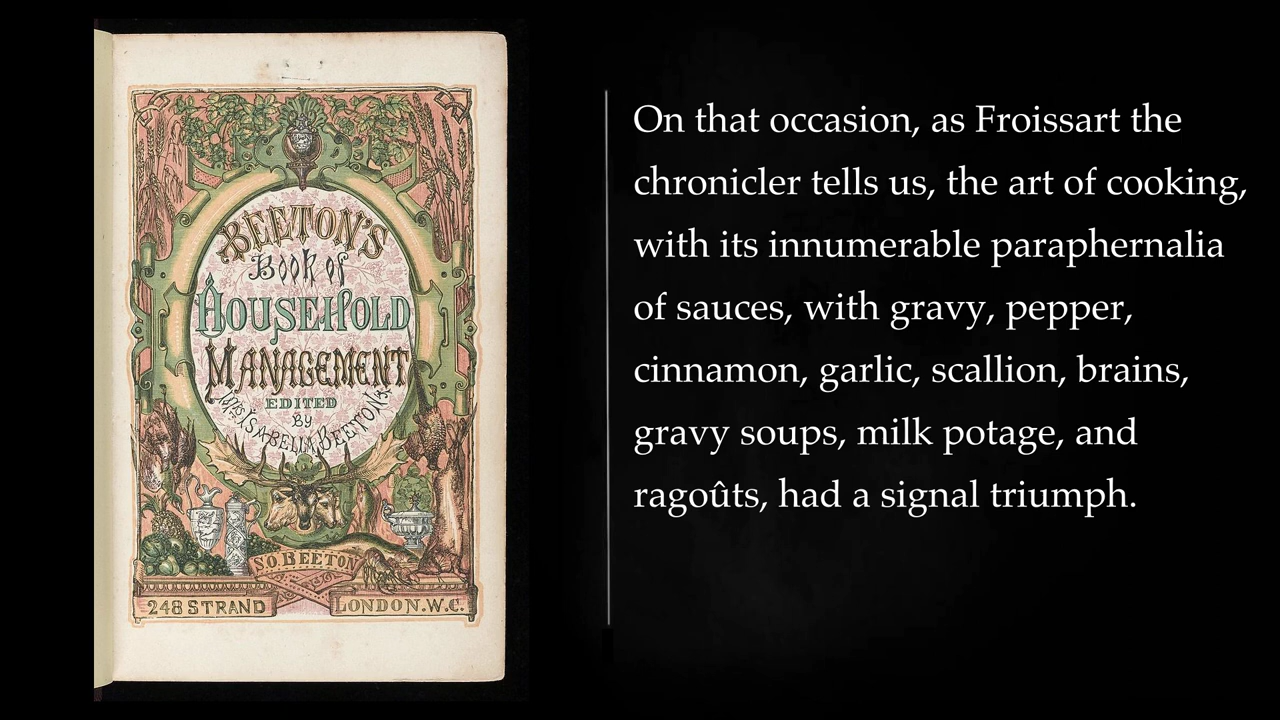 BEETON'S
Book of
HOUSEHOLD
MANAGEMENT
EDITED
By
MRS ISABELLA BEETON.
S.O. BEETON
248 STRAND
LONDON. W.C.
On that occasion, as Froissart the
chronicler tells us, the art of cooking,
with its innumerable paraphernalia
of sauces, with gravy, pepper,
cinnamon, garlic, scallion, brains,
gravy soups, milk potage, and
ragoûts, had a signal triumph.